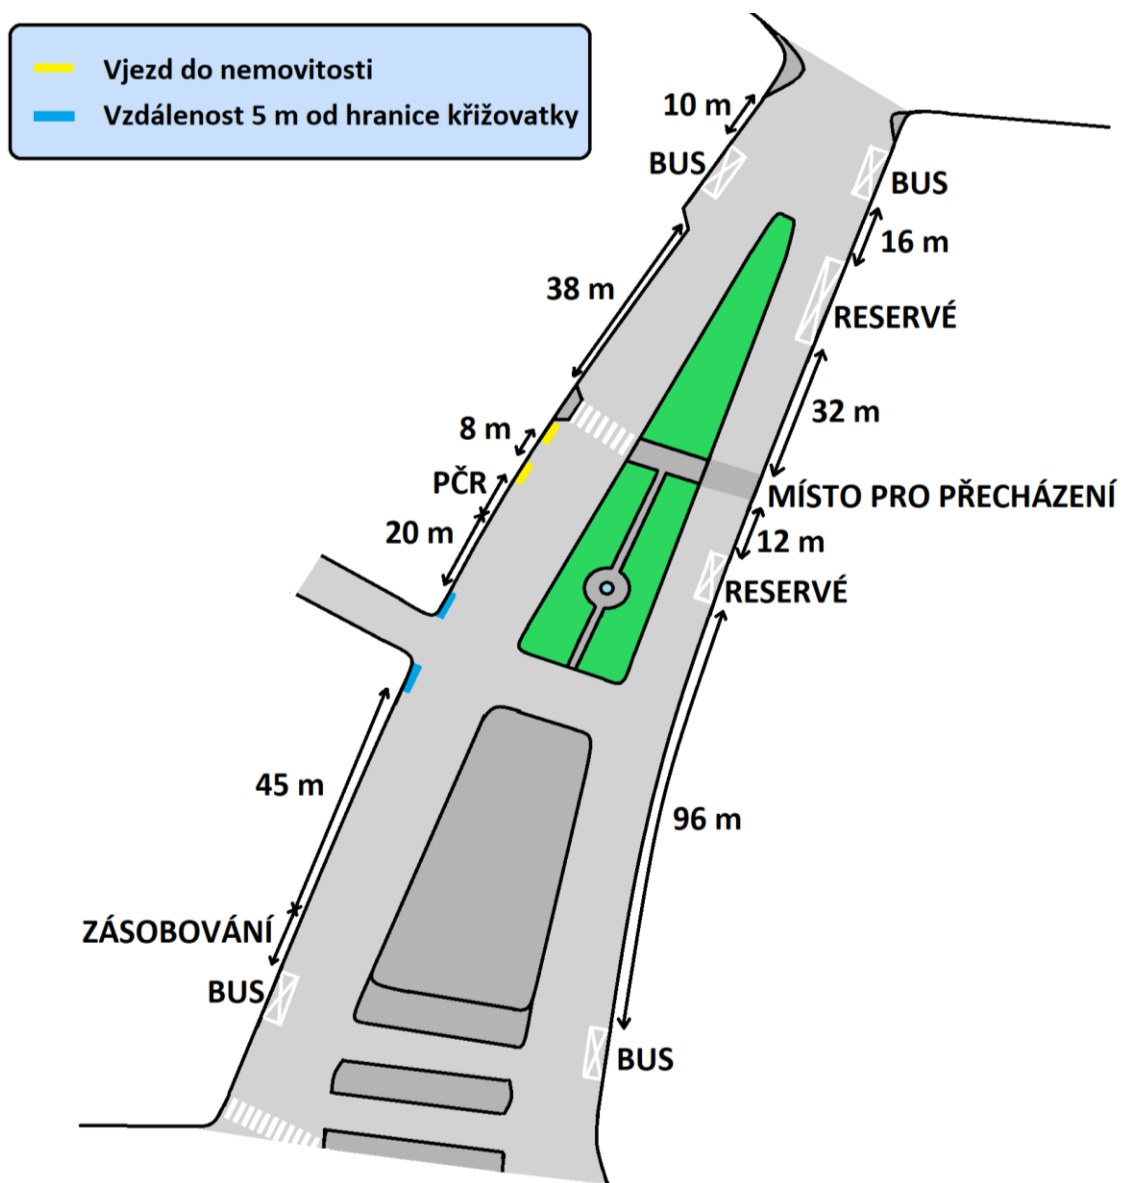 Vjezd do nemovitosti
Vzdálenost 5 m od hranice křižovatky
10 m
BUS
BUS
16 m
38 m
RESERVÉ
32 m
8 m
PČR
MÍSTO PRO PŘECHÁZENÍ
20 m
12 m
RESERVÉ
45 m
96 m
ZÁSOBOVÁNÍ
BUS
BUS